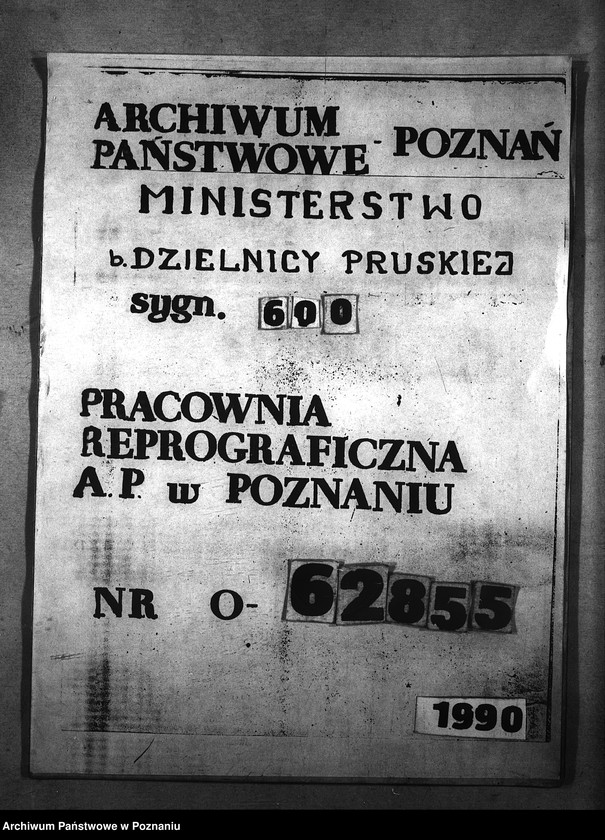 ARCHIWUM
PAŃSTWOWE - POZNAŃ
MINISTERSTWO
b. DZIELNICY PRUSKIEJ
sygn. 600
PRACOWNIA
REPROGRAFICZNA
A.P. w POZNANIU
NR O- 62855
1990
Archiwum Państwowe w Poznaniu